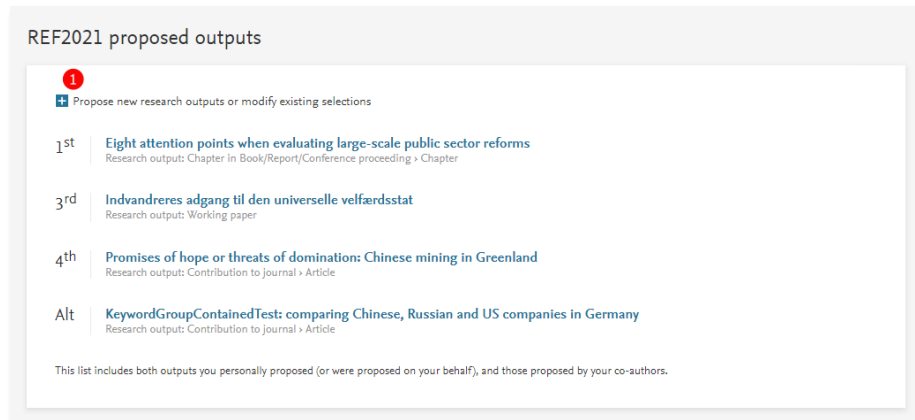 REF2021 proposed outputs
1
Propose new research outputs or modify existing selections
1st Eight attention points when evaluating large-scale public sector reforms
Research output: Chapter in Book/Report/Conference proceeding › Chapter
3rd Indvandreres adgang til den universelle velfærdsstat
Research output: Working paper
4th Promises of hope or threats of domination: Chinese mining in Greenland
Research output: Contribution to journal › Article
Alt KeywordGroupContainedTest: comparing Chinese, Russian and US companies in Germany
Research output: Contribution to journal › Article
This list includes both outputs you personally proposed (or were proposed on your behalf), and those proposed by your co-authors.